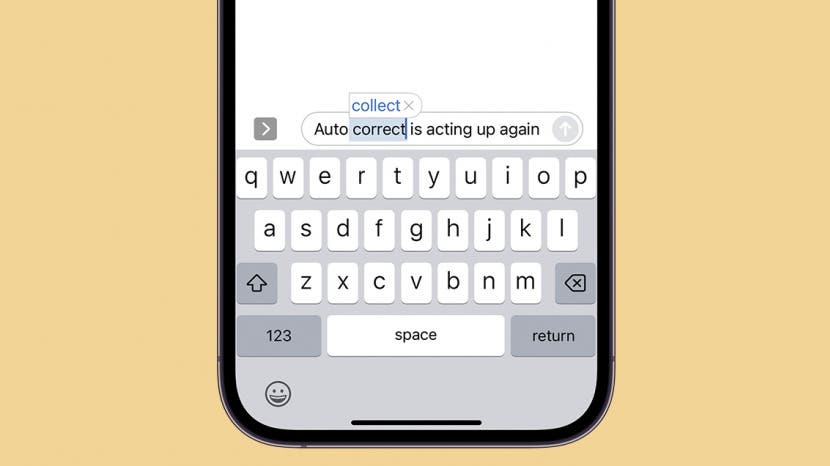 collect
Auto correct is acting up again
q w e r t y u i o p
a s d f g h j k l
z x c v b n m
123 space return